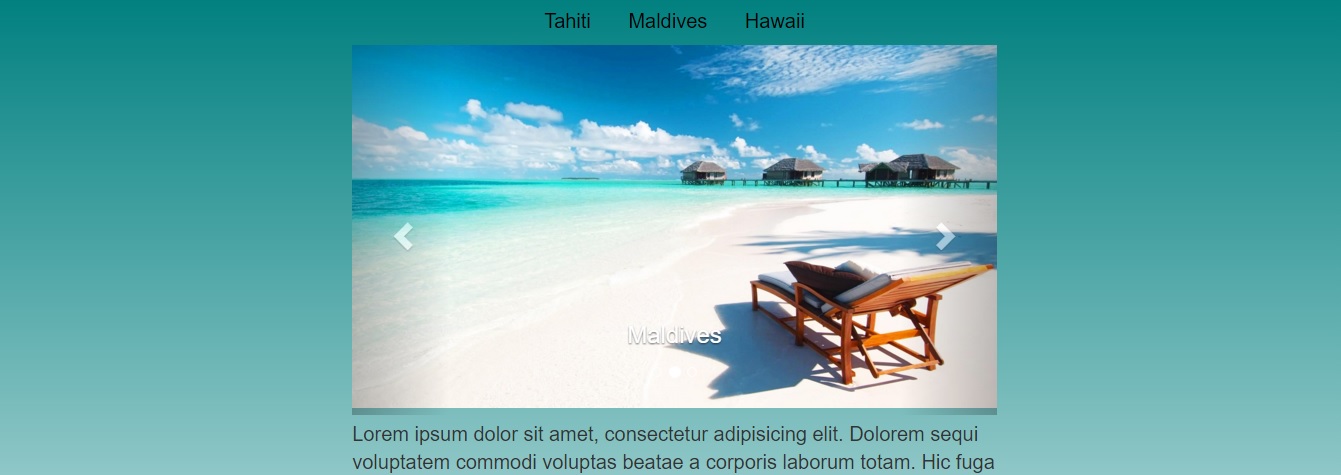 Tahiti Maldives Hawaii
Maldives
Lorem ipsum dolor sit amet, consectetur adipisicing elit. Dolorem sequi
voluptatem commodi voluptas beatae a corporis laborum totam. Hic fuga